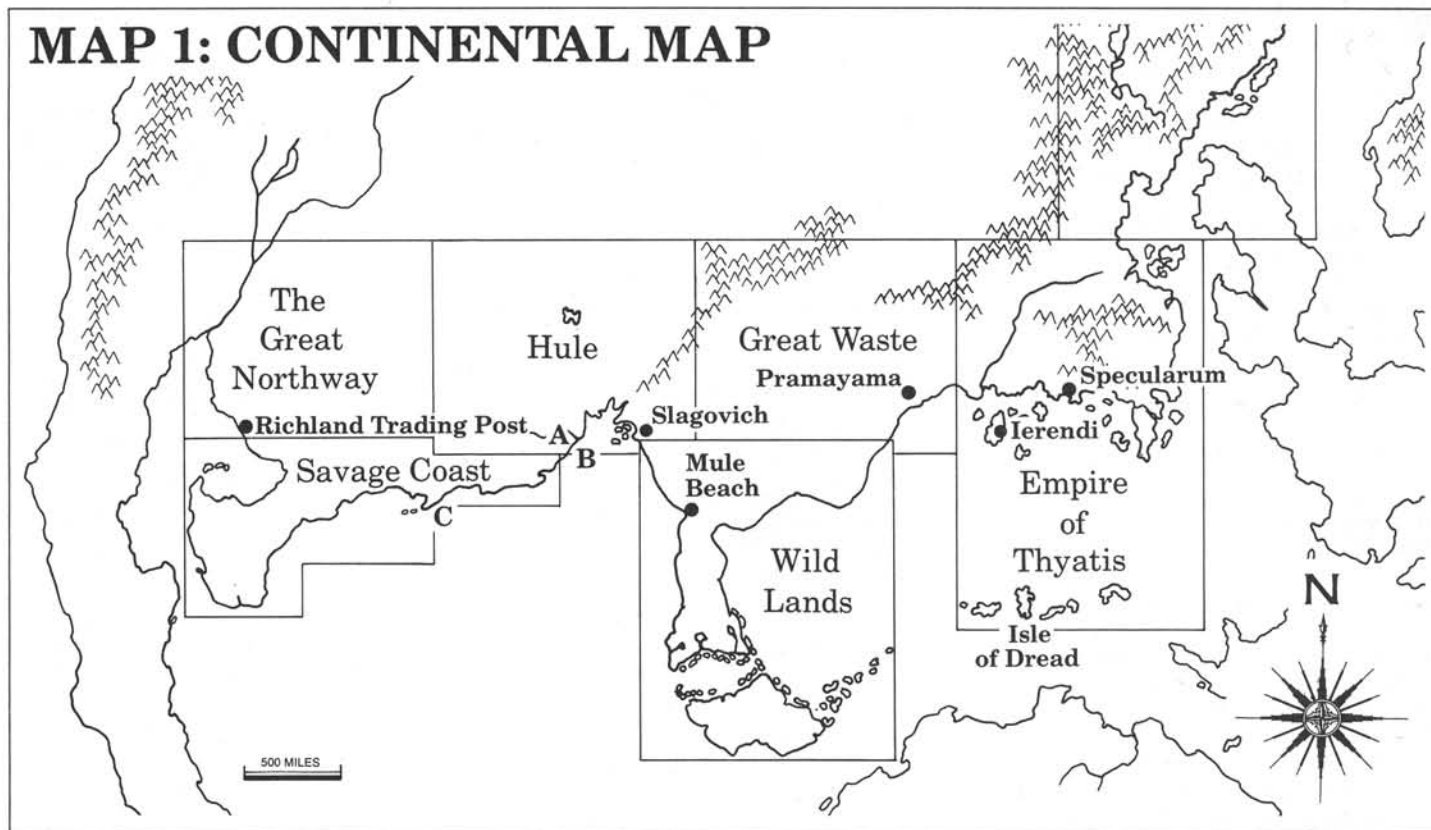 MAP 1: CONTINENTAL MAP
The
Great
Northway
Hule
Great Waste
Pramayama
Specularum
Richland Trading Post
A
B
Slagovich
Ierendi
Savage Coast
C
Mule
Beach
Empire
of
Thyatis
Wild
Lands
N
Isle
of Dread
500 MILES